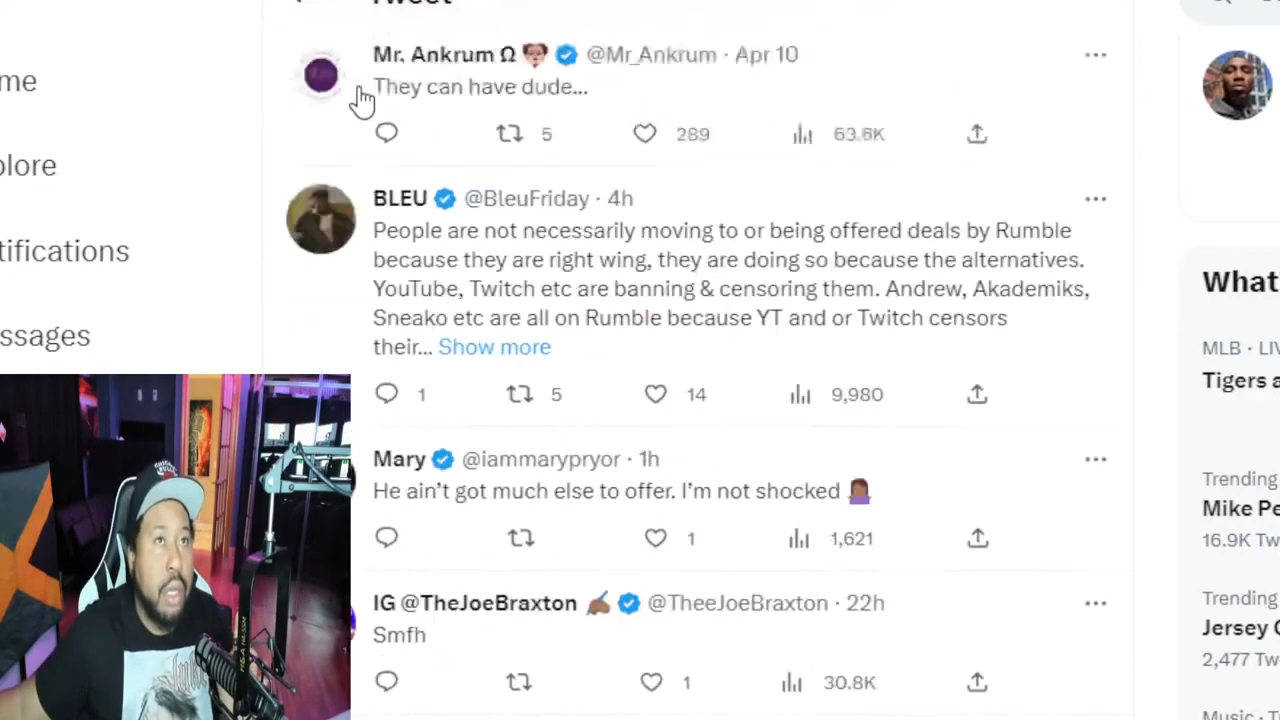 Tweet
me
plore
tifications
ssages
Mr. Ankrum Ω @Mr_Ankrum · Apr 10
They can have dude...
5 289 63.6K
BLEU @BleuFriday · 4h
People are not necessarily moving to or being offered deals by Rumble
because they are right wing, they are doing so because the alternatives.
YouTube, Twitch etc are banning & censoring them. Andrew, Akademiks,
Sneako etc are all on Rumble because YT and or Twitch censors
their... Show more
1 5 14 9,980
Mary @iammarypryor · 1h
He ain't got much else to offer. I'm not shocked
1 1,621
IG @TheJoeBraxton @TheeJoeBraxton · 22h
Smfh
1 30.8K
What
MLB · LIV
Tigers a
Trending
Mike Pe
16.9K Tw
Trending
Jersey C
2,477 Tw
Music · T